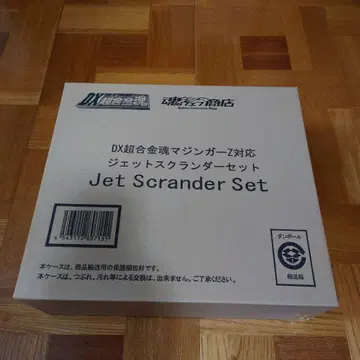 DX超合金魂
魂ウェブ商店
DX超合金魂マジンガーZ対応
ジェットスクランダーセット
Jet Scrander Set
ダンボール
本ケースは、商品輸送用の保護梱包材です。
本ケースは、つぶれ、汚れ等による交換は、出来ません。ご了承ください。